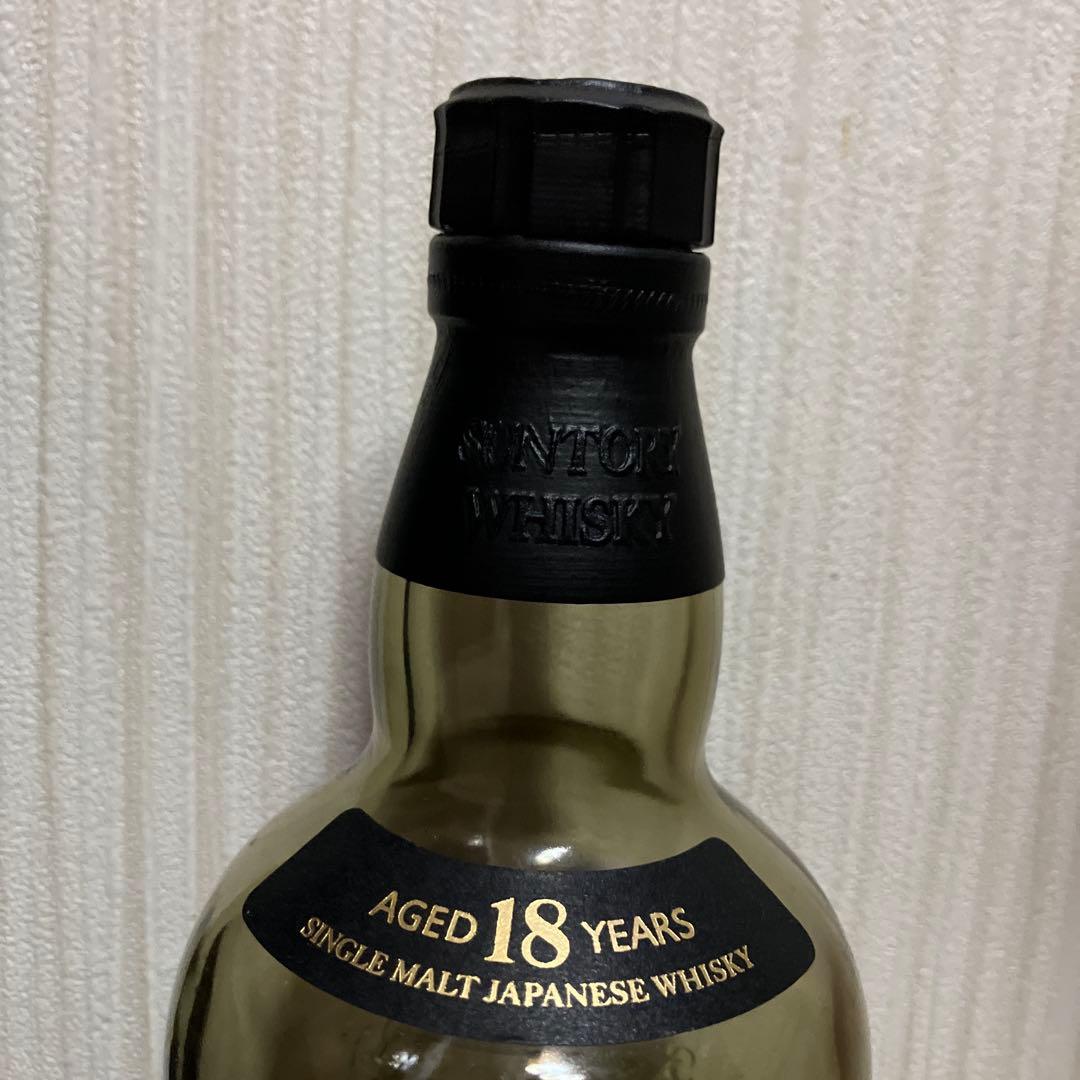 SUNTORY
WHISKY
AGED 18 YEARS
SINGLE MALT JAPANESE WHISKY